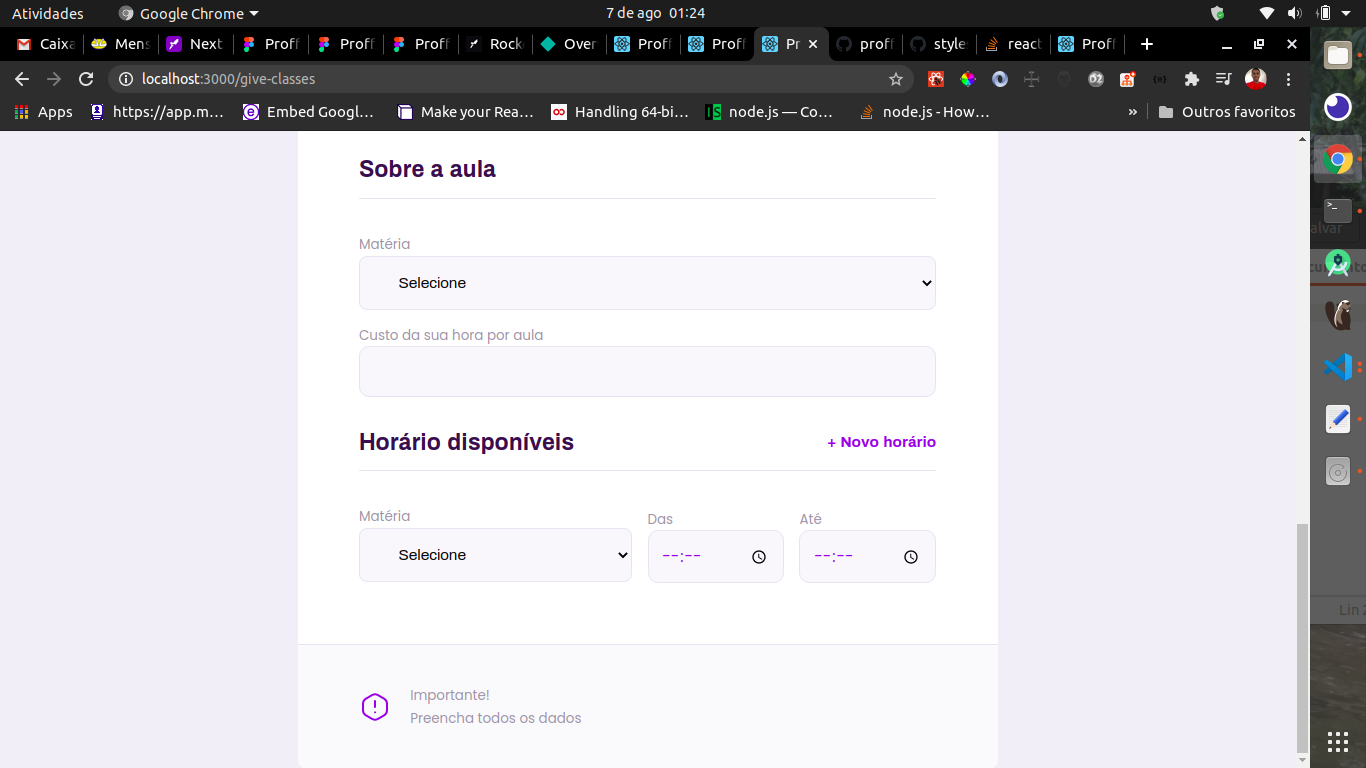 Atividades Google Chrome 7 de ago 01:24
Caixa Mens Next Proff Proff Proff Rock Over Proff Proff Pr proff style reac Proff
localhost:3000/give-classes
Apps https://app.m... Embed Googl... Make your Rea... Handling 64-bi... node.js — Co... node.js - How... » Outros favoritos
Sobre a aula
Matéria
Selecione
alvar
Custo da sua hora por aula
Horário disponíveis + Novo horário
Matéria Das Até
Selecione --:-- --:--
Lin
Importante!
Preencha todos os dados